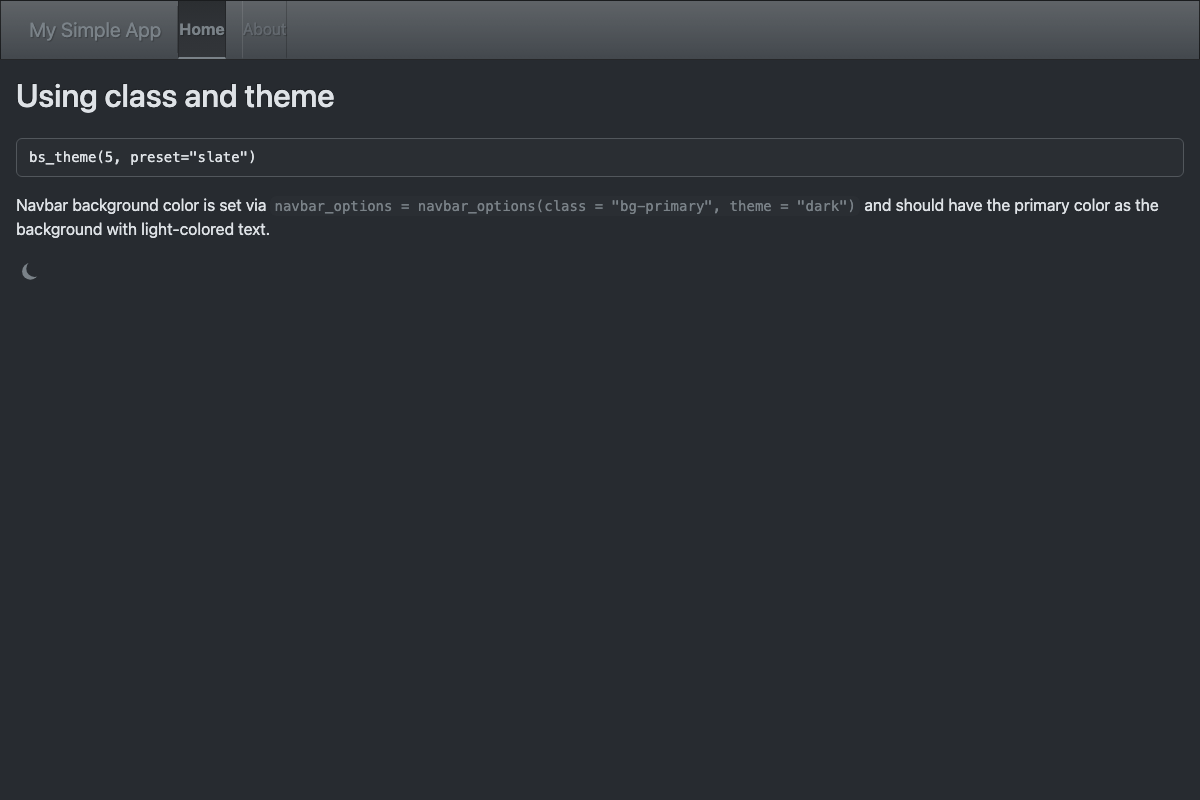 My Simple App Home About
Using class and theme
bs_theme(5, preset="slate")
Navbar background color is set via navbar_options = navbar_options(class = "bg-primary", theme = "dark") and should have the primary color as the
background with light-colored text.